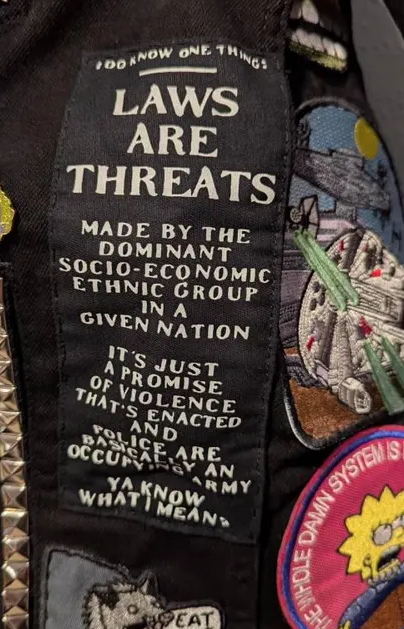 I DO KNOW ONE THING:
LAWS
ARE
THREATS
MADE BY THE
DOMINANT
SOCIO-ECONOMIC
ETHNIC GROUP
IN A
GIVEN NATION
IT'S JUST
A PROMISE
OF VIOLENCE
THAT'S ENACTED
AND
POLICE ARE
BASICALLY AN
OCCUPYING ARMY
YA KNOW
WHAT I MEAN?
THE WHOLE DAMN SYSTEM IS
EAT